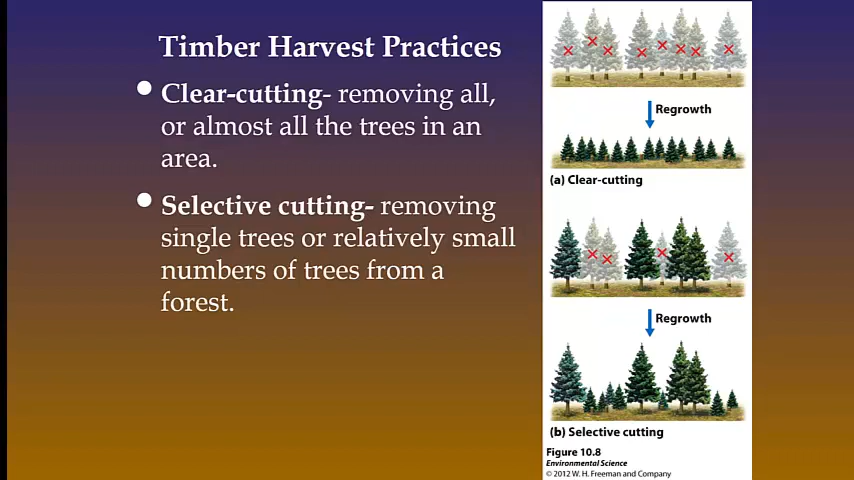 Timber Harvest Practices
Clear-cutting- removing all,
or almost all the trees in an
area.
Selective cutting- removing
single trees or relatively small
numbers of trees from a
forest.
Regrowth
(a) Clear-cutting
Regrowth
(b) Selective cutting
Figure 10.8
Environmental Science
© 2012 W. H. Freeman and Company